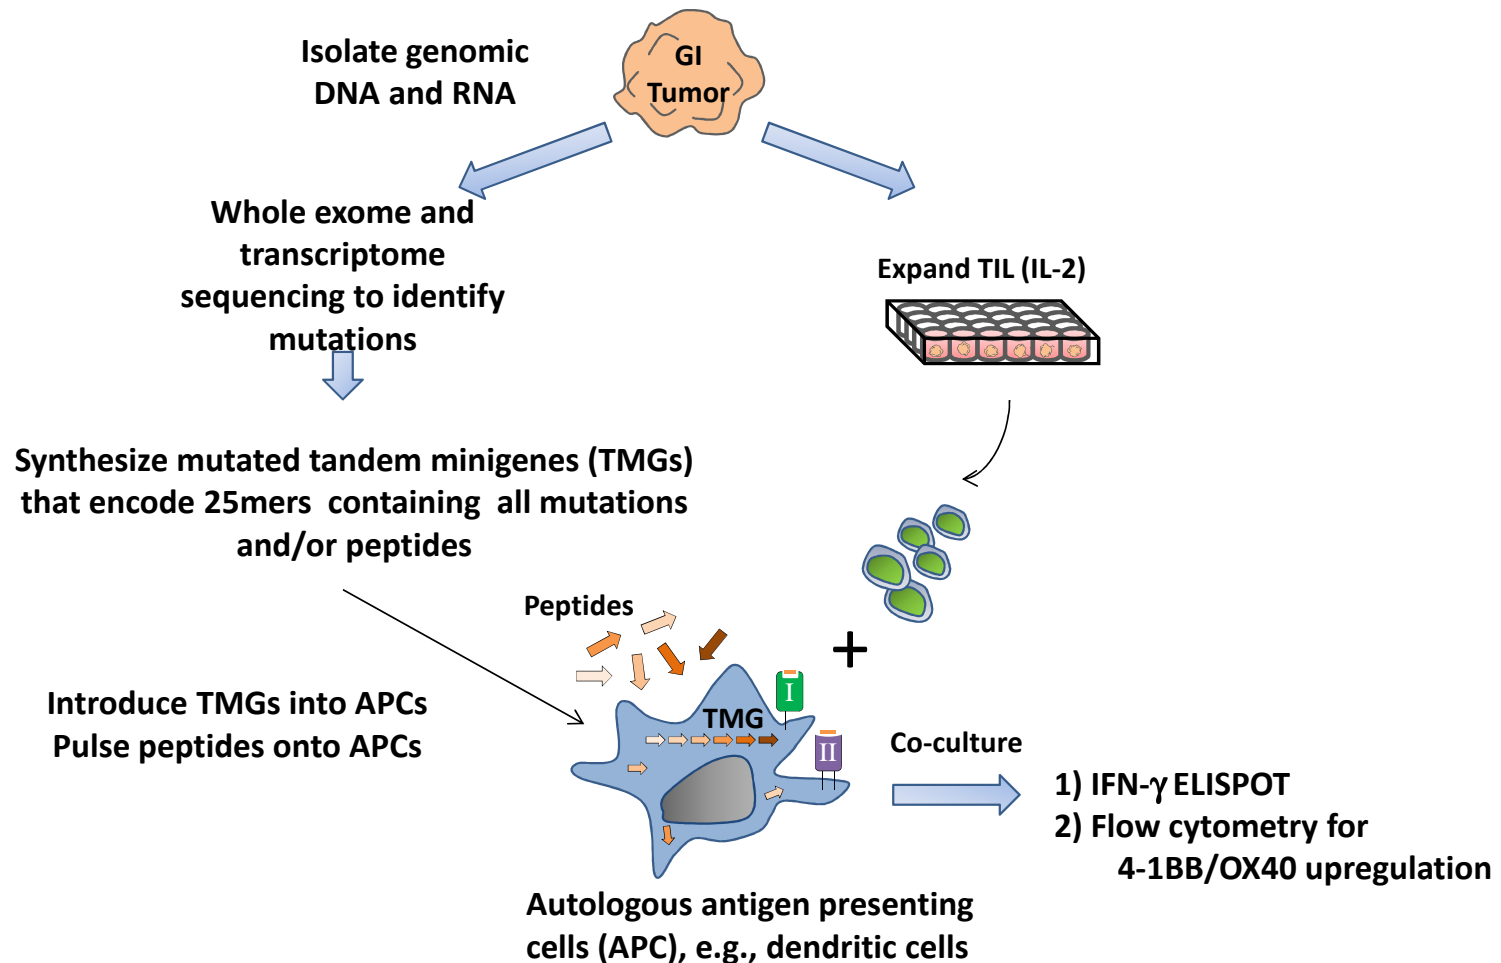 GI
Tumor
Isolate genomic
DNA and RNA
Whole exome and
transcriptome
sequencing to identify
mutations
Expand TIL (IL-2)
Synthesize mutated tandem minigenes (TMGs)
that encode 25mers containing all mutations
and/or peptides
Peptides
+
Introduce TMGs into APCs
Pulse peptides onto APCs
I
TMG
II
Co-culture
1) IFN-γ ELISPOT
2) Flow cytometry for
4-1BB/OX40 upregulation
Autologous antigen presenting
cells (APC), e.g., dendritic cells